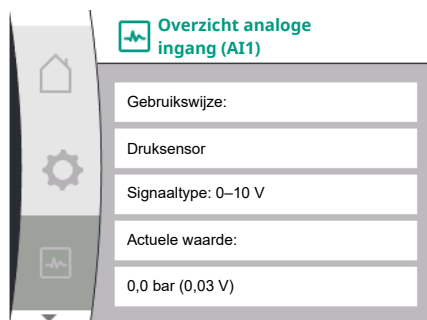 Overzicht analoge
ingang (AI1)
Gebruikswijze:
Druksensor
Signaaltype: 0–10 V
Actuele waarde:
0,0 bar (0,03 V)